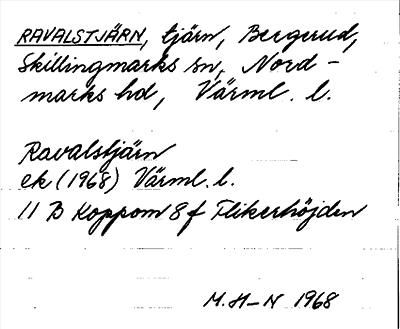 RAVALSTJÄRN, tjärn, Bergerud,
Skillingmarks sn, Nord-
marks hd, Värml. l.
Ravalstjärn
ek (1968) Värml. l.
11 B Koppom 8 f Flikerhöjden
M. H-N 1968